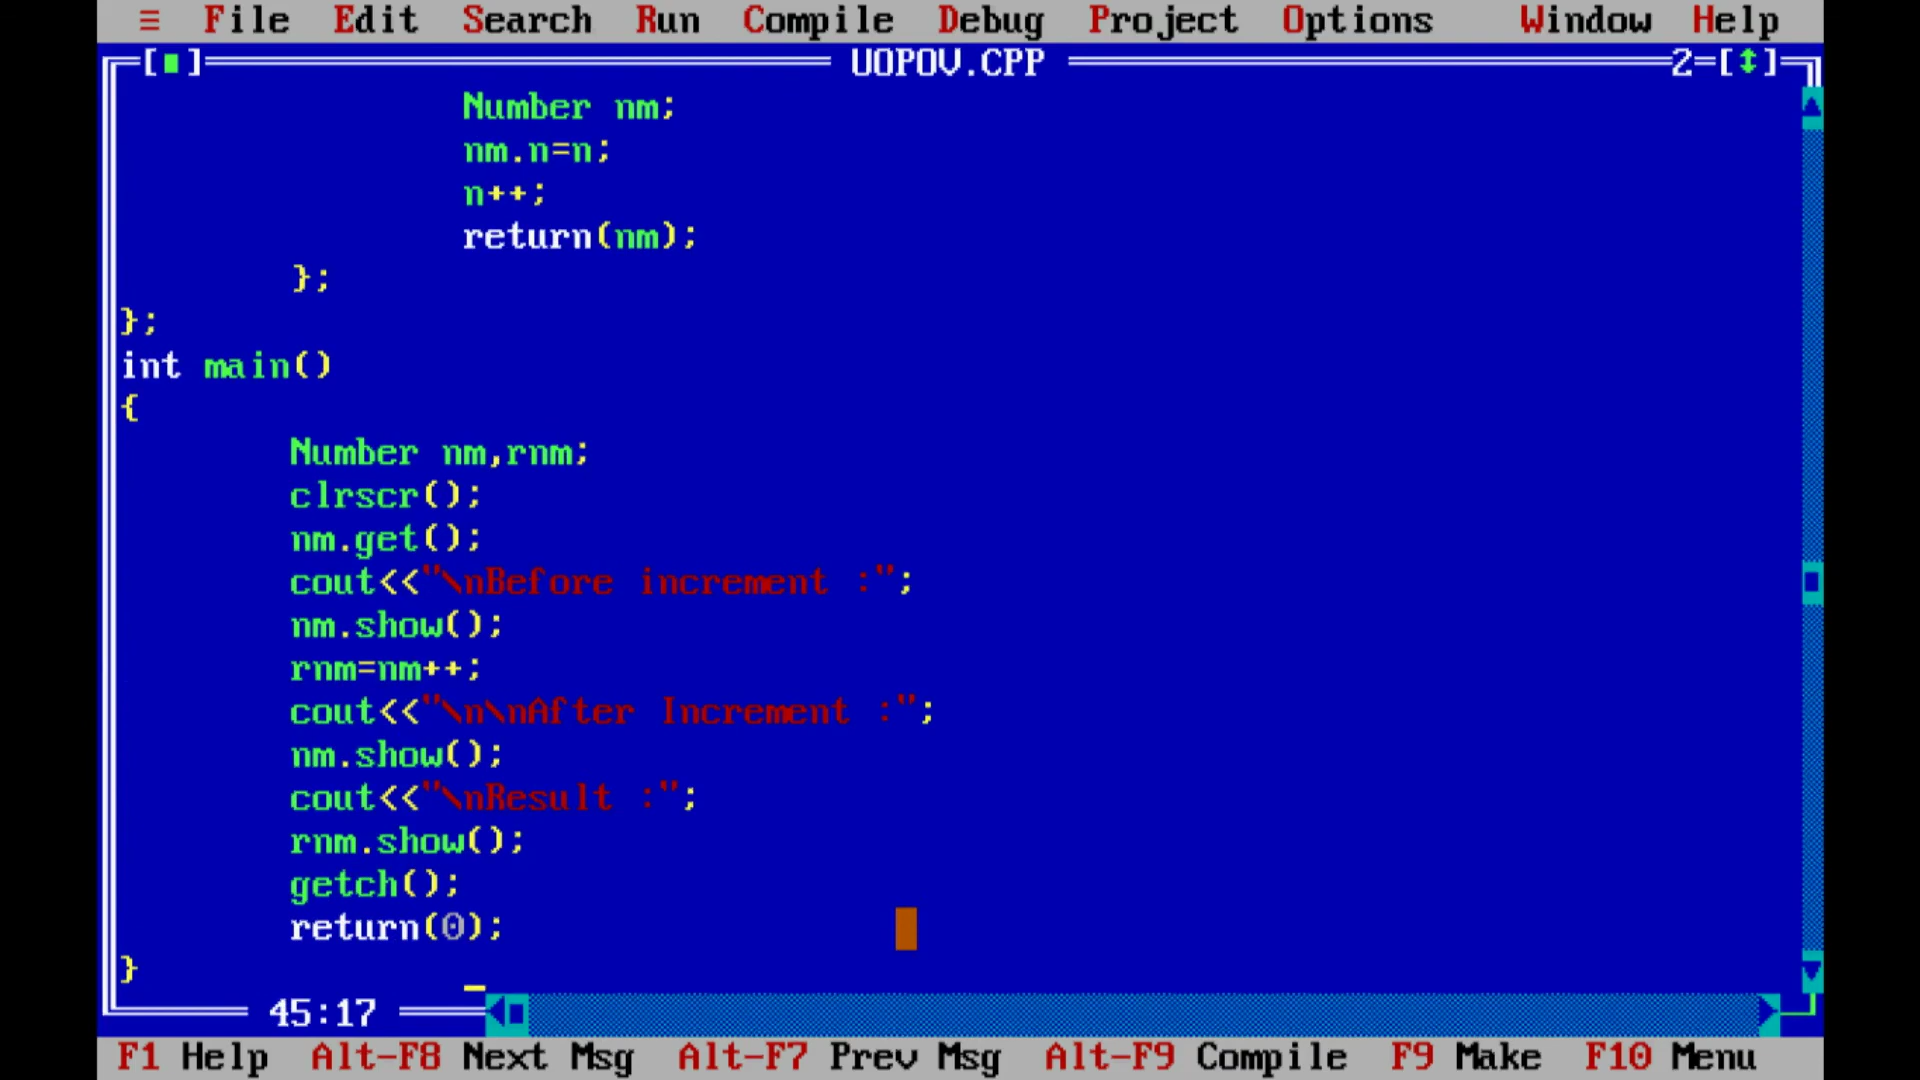 ≡ File Edit Search Run Compile Debug Project Options Window Help
[■] UOPOV.CPP 2=[↕]
Number nm;
nm.n=n;
n++;
return(nm);
};
};
int main()
{
Number nm,rnm;
clrscr();
nm.get();
cout<<"\nBefore increment :";
nm.show();
rnm=nm++;
cout<<"\n\nAfter Increment :";
nm.show();
cout<<"\nResult :";
rnm.show();
getch();
return(0);
}
45:17
F1 Help Alt-F8 Next Msg Alt-F7 Prev Msg Alt-F9 Compile F9 Make F10 Menu